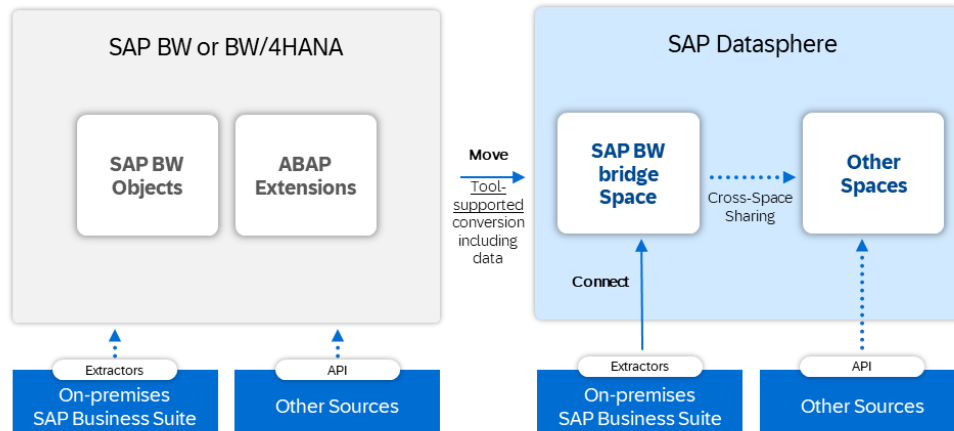 SAP BW or BW/4HANA
SAP BW
Objects
ABAP
Extensions
Move
Tool-
supported
conversion
including
data
SAP Datasphere
SAP BW
bridge
Space
Cross-Space
Sharing
Other
Spaces
Connect
Extractors
On-premises
SAP Business Suite
API
Other Sources
Extractors
On-premises
SAP Business Suite
API
Other Sources